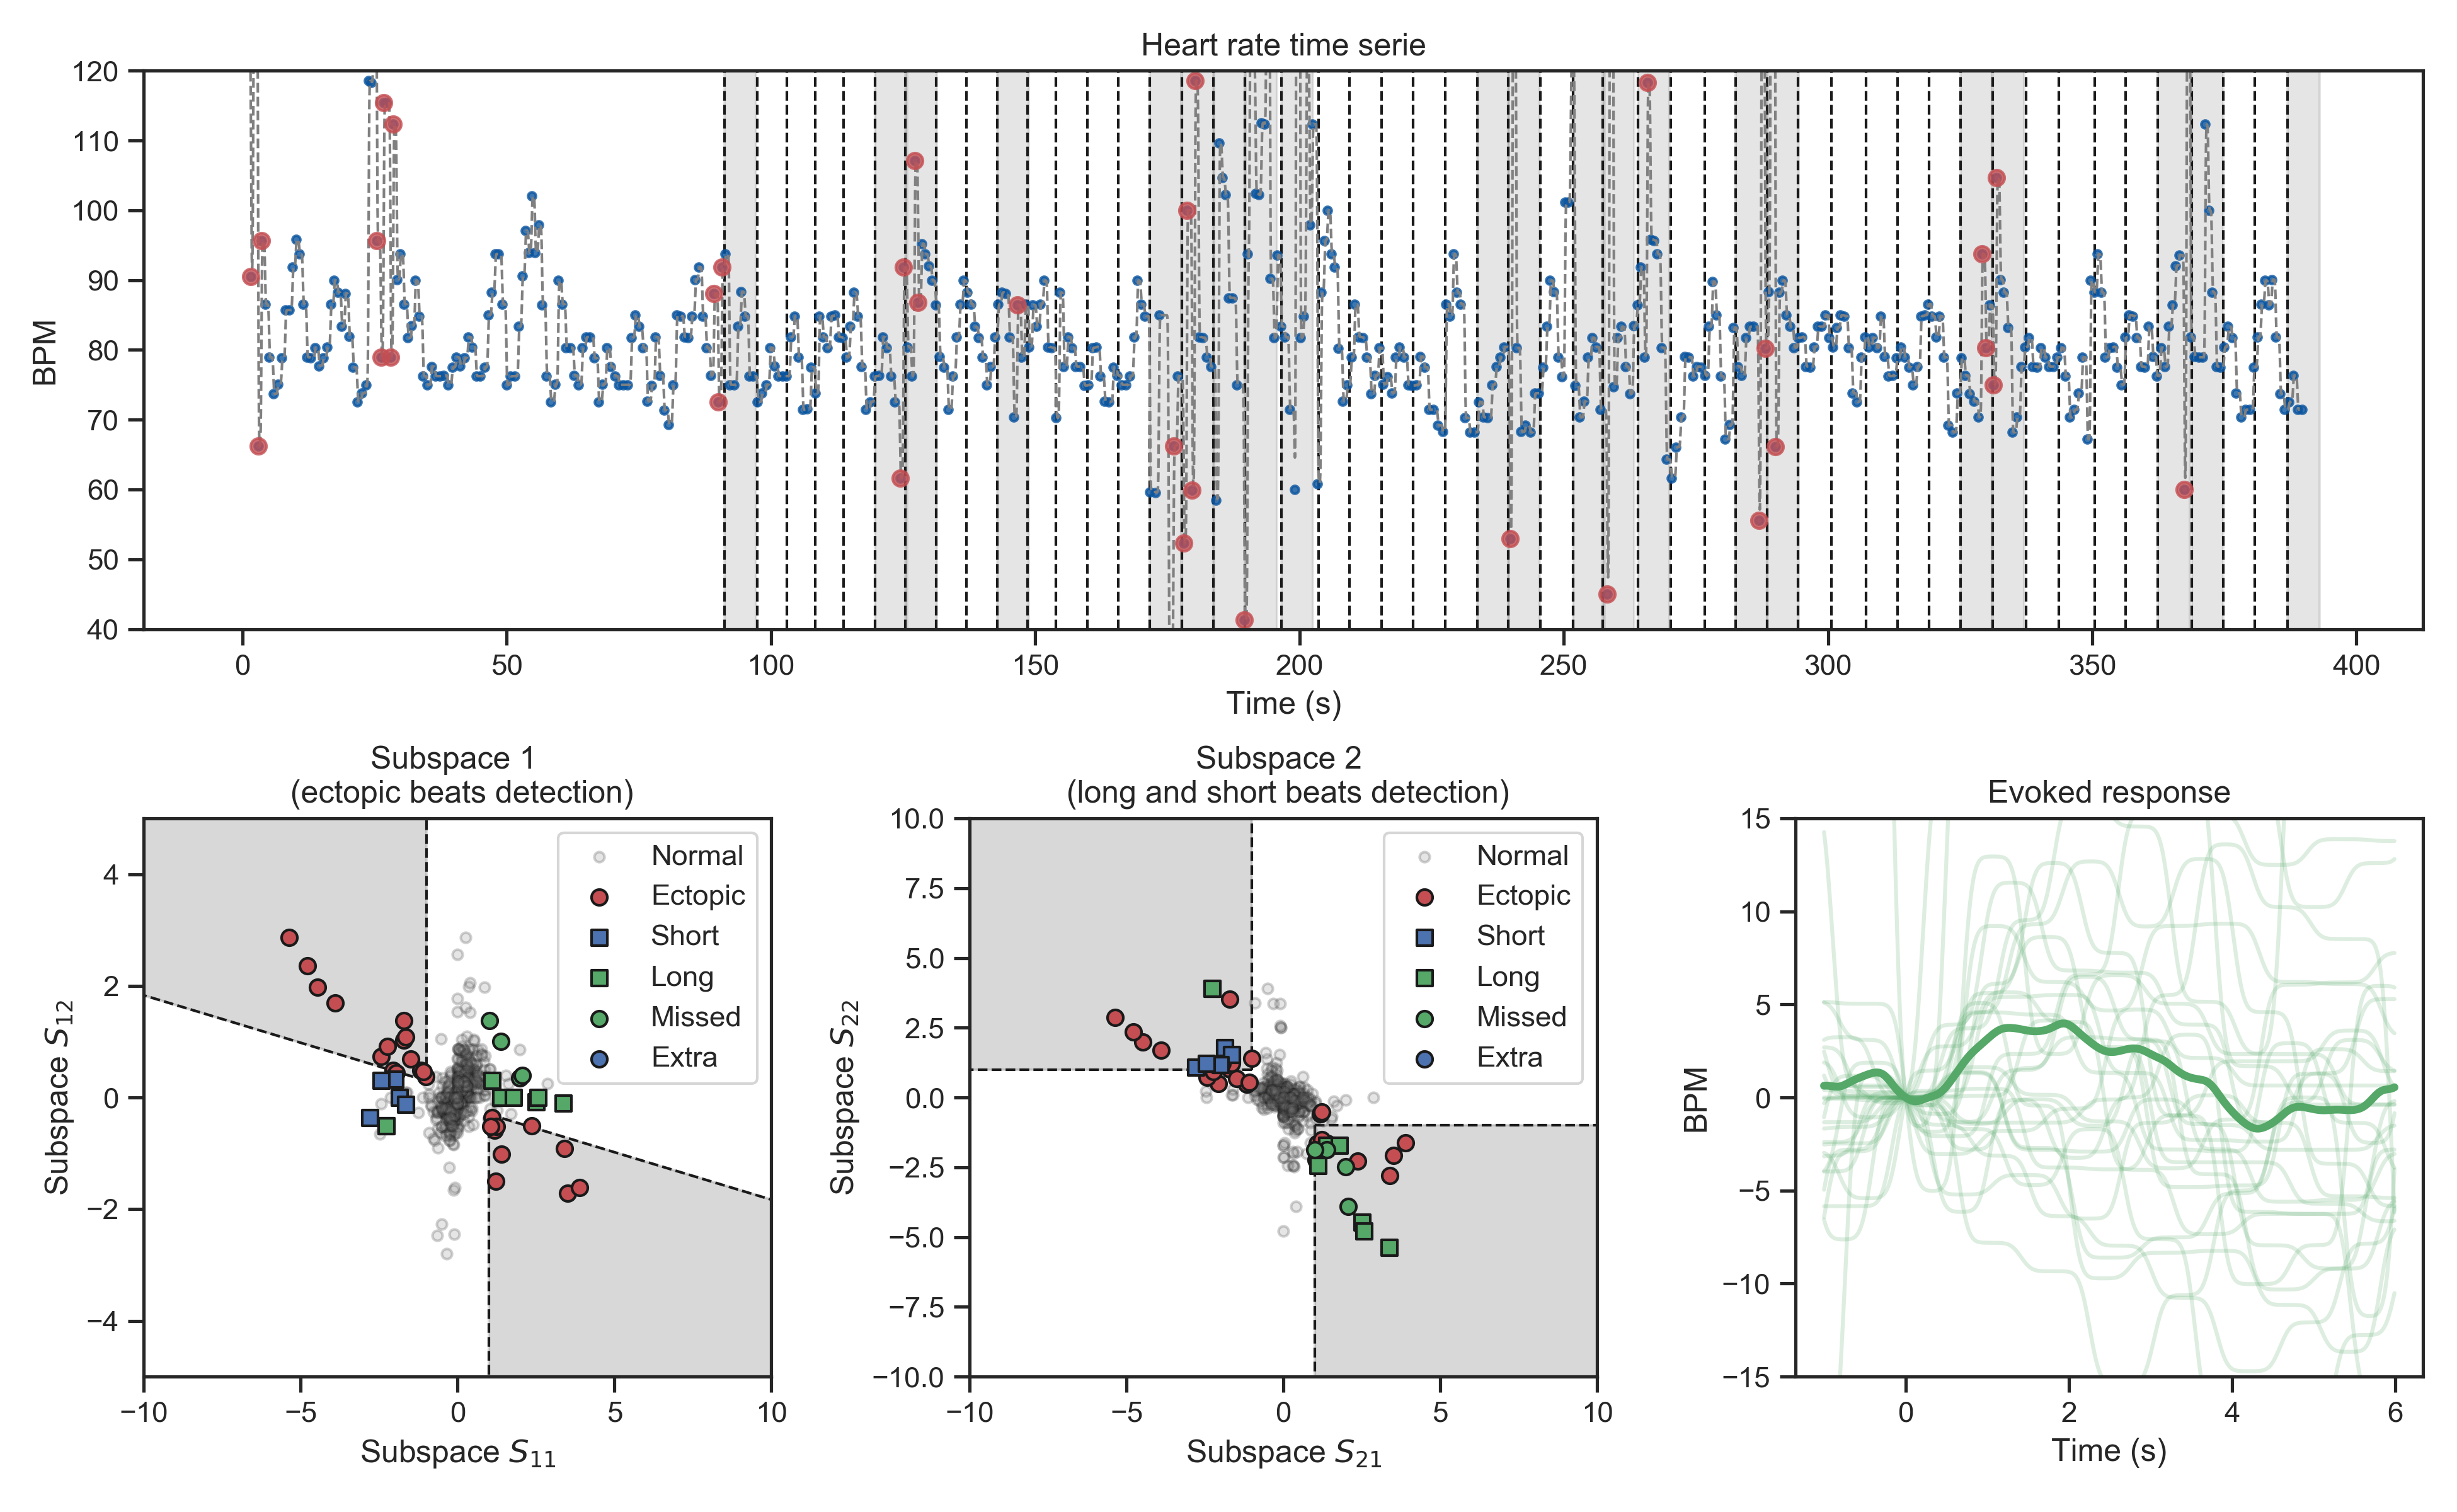 Heart rate time serie
120
110
100
90
80
70
60
50
40
BPM
0 50 100 150 200 250 300 350 400
Time (s)
Subspace 1
(ectopic beats detection)
4
2
0
−2
−4
Subspace S12
−10 −5 0 5 10
Subspace S11
Normal
Ectopic
Short
Long
Missed
Extra
Subspace 2
(long and short beats detection)
10.0
7.5
5.0
2.5
0.0
−2.5
−5.0
−7.5
−10.0
Subspace S22
−10 −5 0 5 10
Subspace S21
Normal
Ectopic
Short
Long
Missed
Extra
Evoked response
15
10
5
0
−5
−10
−15
BPM
0 2 4 6
Time (s)